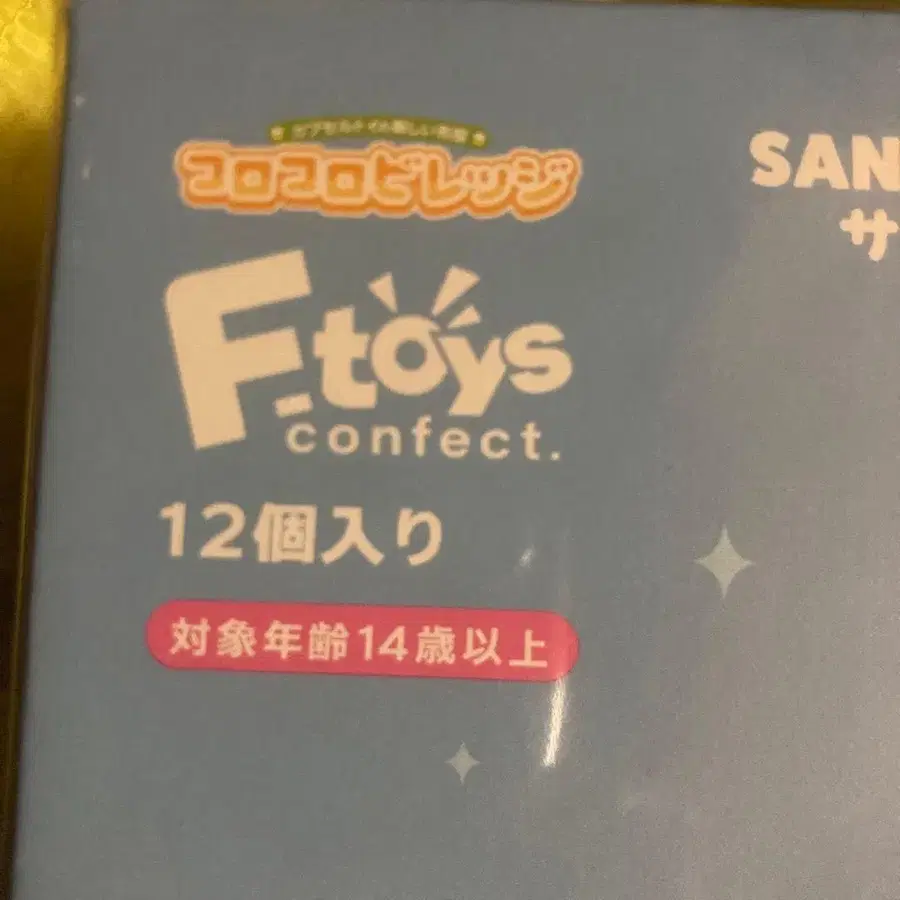 コロコロビレッジ
SAN
サ
F-toys
confect.
12個入り
対象年齢14歳以上